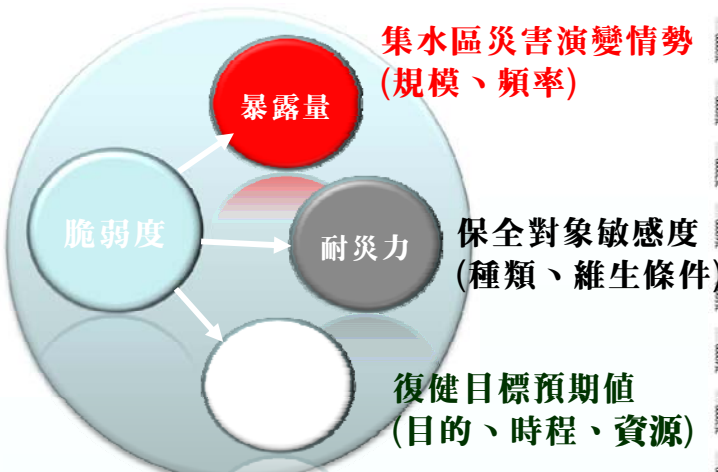 集水區災害演變情勢
(規模、頻率)
暴露量
脆弱度
耐災力
保全對象敏感度
(種類、維生條件)
復健目標預期值
(目的、時程、資源)